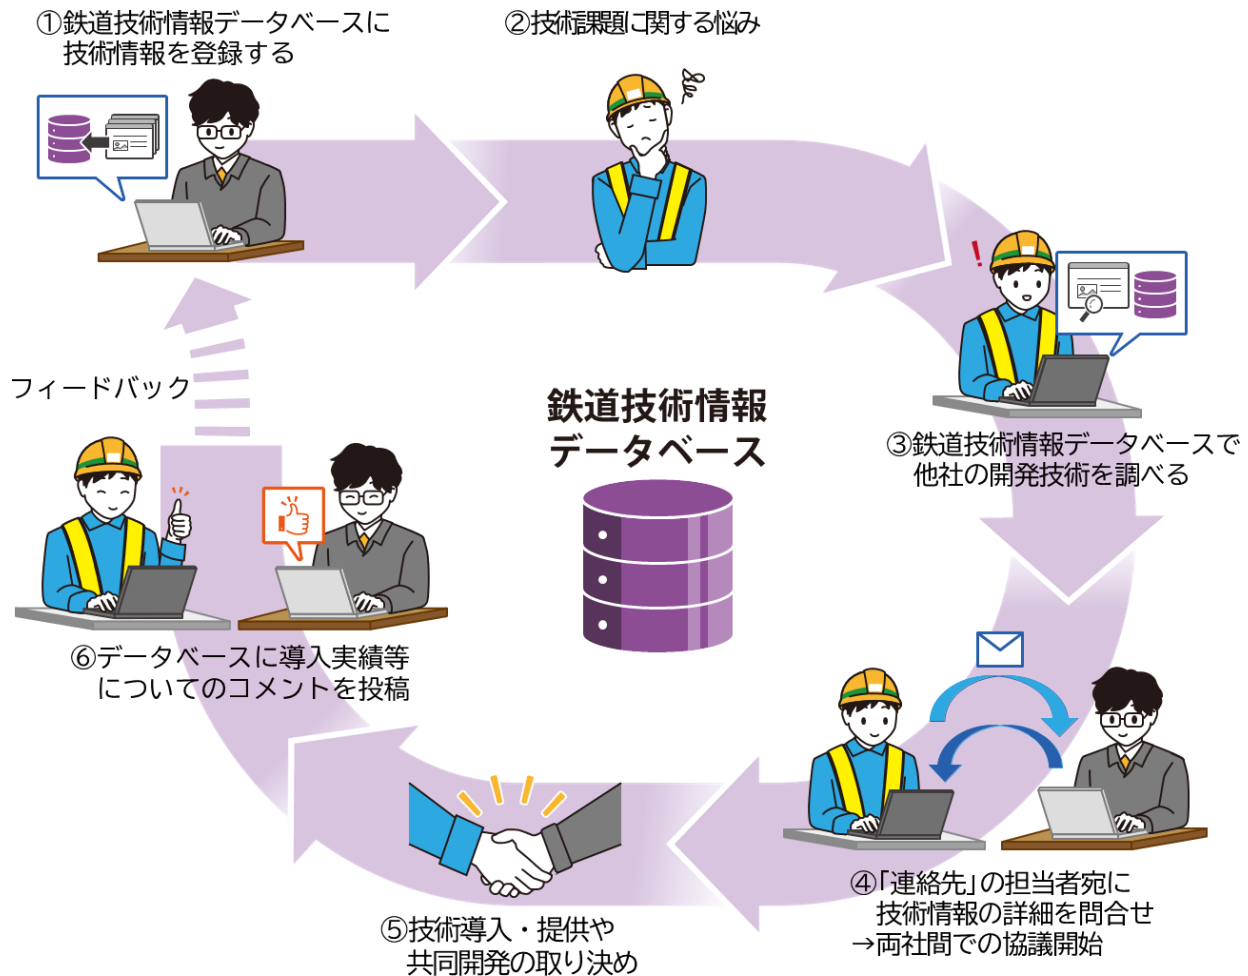 ①鉄道技術情報データベースに
技術情報を登録する
②技術課題に関する悩み
③鉄道技術情報データベースで
他社の開発技術を調べる
フィードバック
鉄道技術情報
データベース
⑥データベースに導入実績等
についてのコメントを投稿
④「連絡先」の担当者宛に
技術情報の詳細を問合せ
→両社間での協議開始
⑤技術導入・提供や
共同開発の取り決め